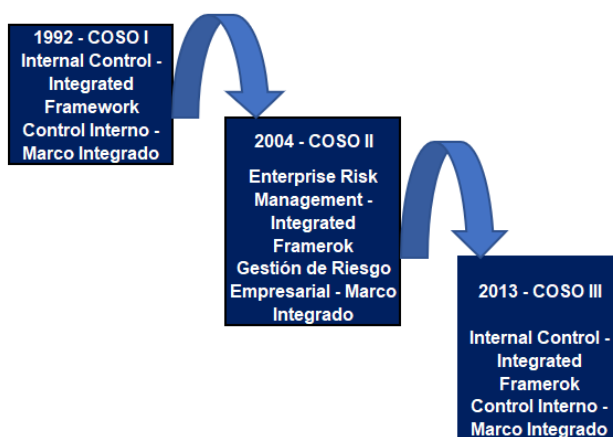 1992 - COSO I
Internal Control -
Integrated
Framework
Control Interno -
Marco Integrado
2004 - COSO II
Enterprise Risk
Management -
Integrated
Framerok
Gestión de Riesgo
Empresarial - Marco
Integrado
2013 - COSO III
Internal Control -
Integrated
Framerok
Control Interno -
Marco Integrado